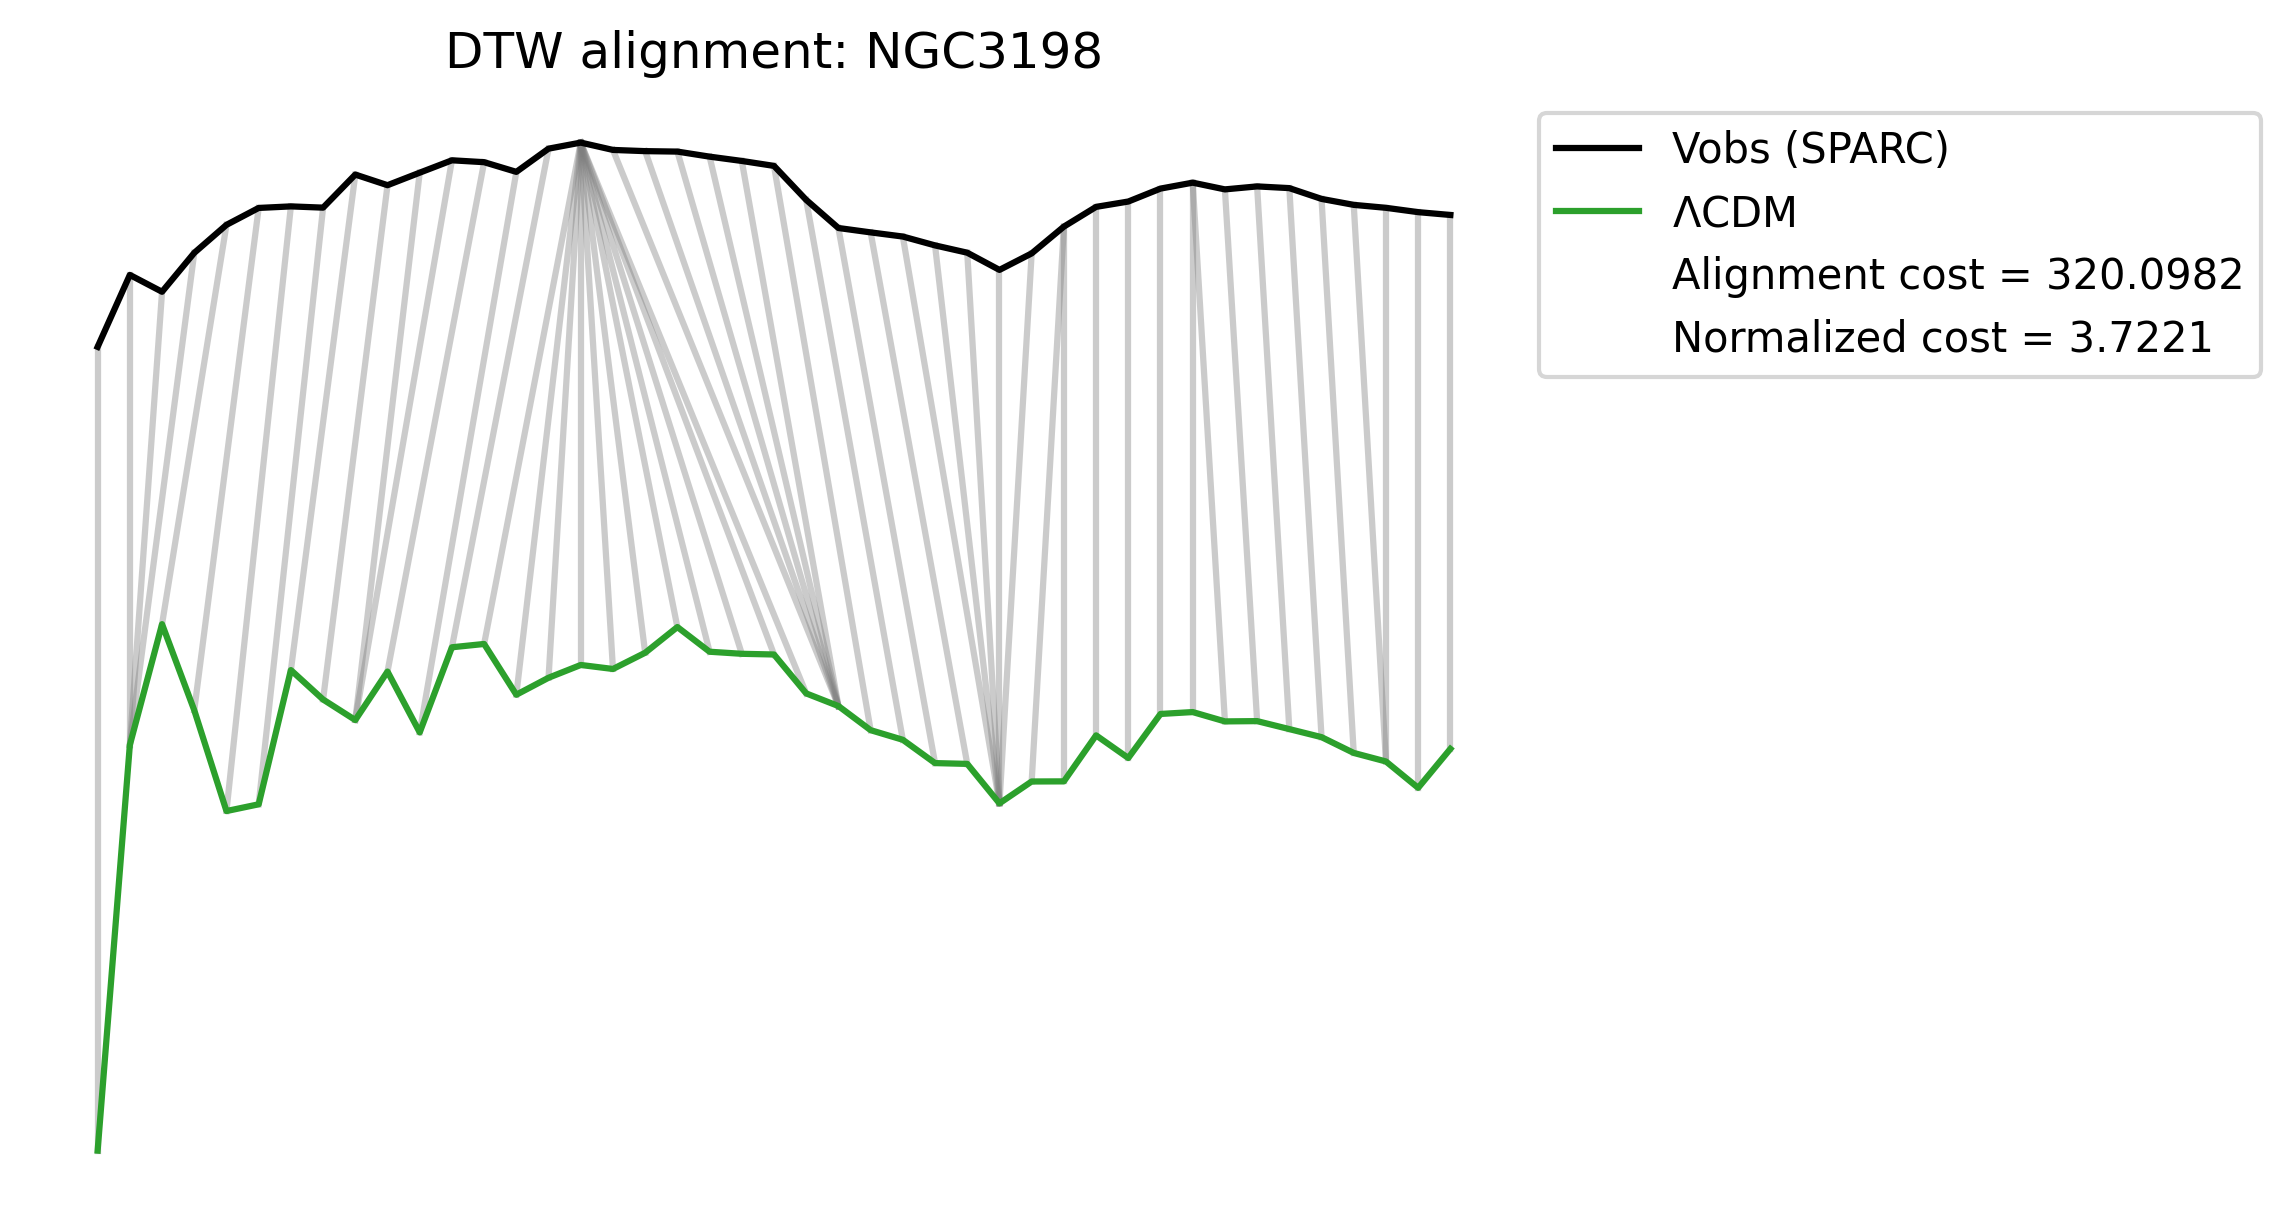 DTW alignment: NGC3198
Vobs (SPARC)
ΛCDM
Alignment cost = 320.0982
Normalized cost = 3.7221